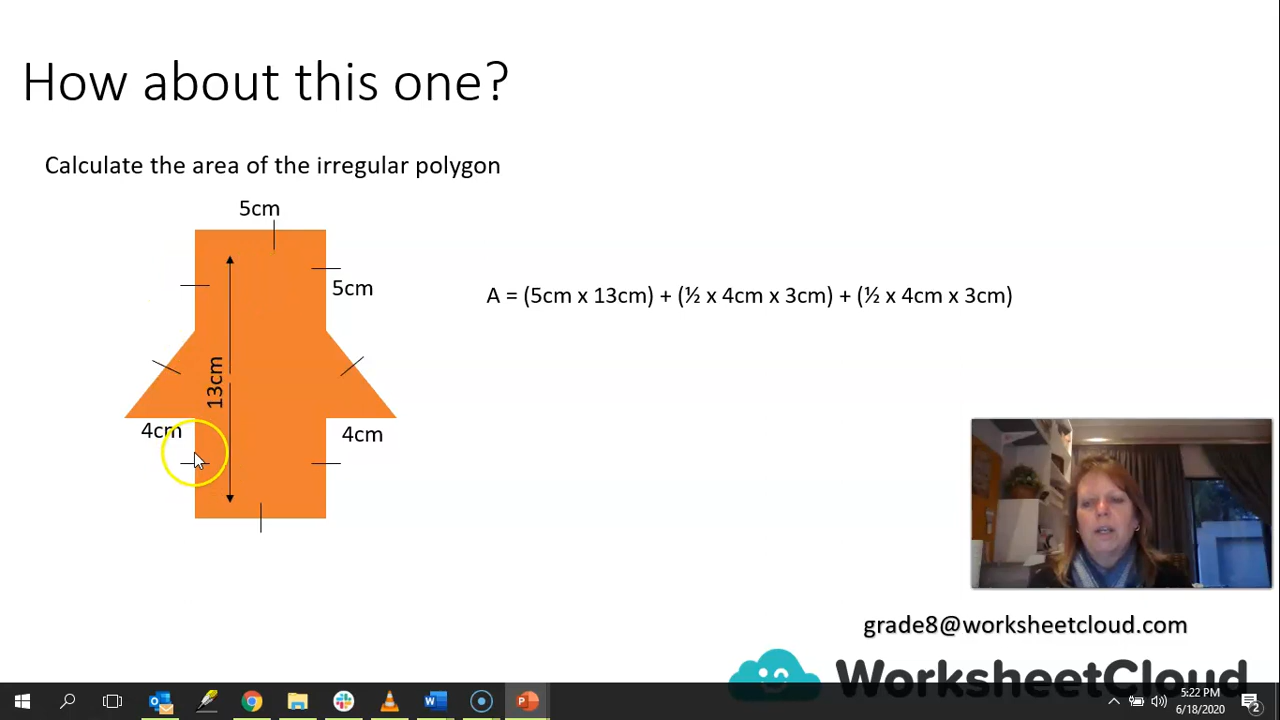 How about this one?
Calculate the area of the irregular polygon
5cm
5cm
A = (5cm x 13cm) + (½ x 4cm x 3cm) + (½ x 4cm x 3cm)
13cm
4cm
4cm
grade8@worksheetcloud.com
WorksheetCloud
5:22 PM
6/18/2020
2